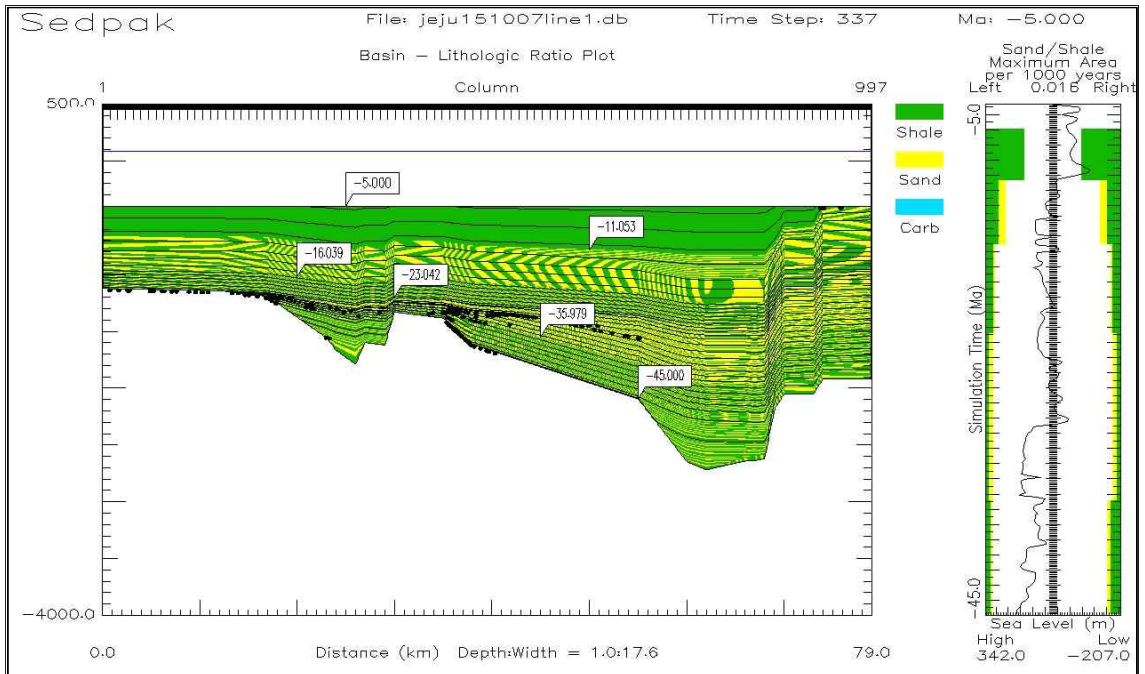 Sedpak
File: jeju151007line1.db
Time Step: 337
Ma: -5.000
Basin - Lithologic Ratio Plot
1
Column
997
500.0
-4000.0
0.0
Distance (km) Depth:Width = 1.0:17.6
79.0
-5.000
-11.053
-16.039
-23.042
-35.979
-45.000
Shale
Sand
Carb
Sand/Shale
Maximum Area
per 1000 years
Left 0.016 Right
-5.0
Simulation Time (Ma)
-45.0
Sea Level (m)
High Low
342.0 -207.0